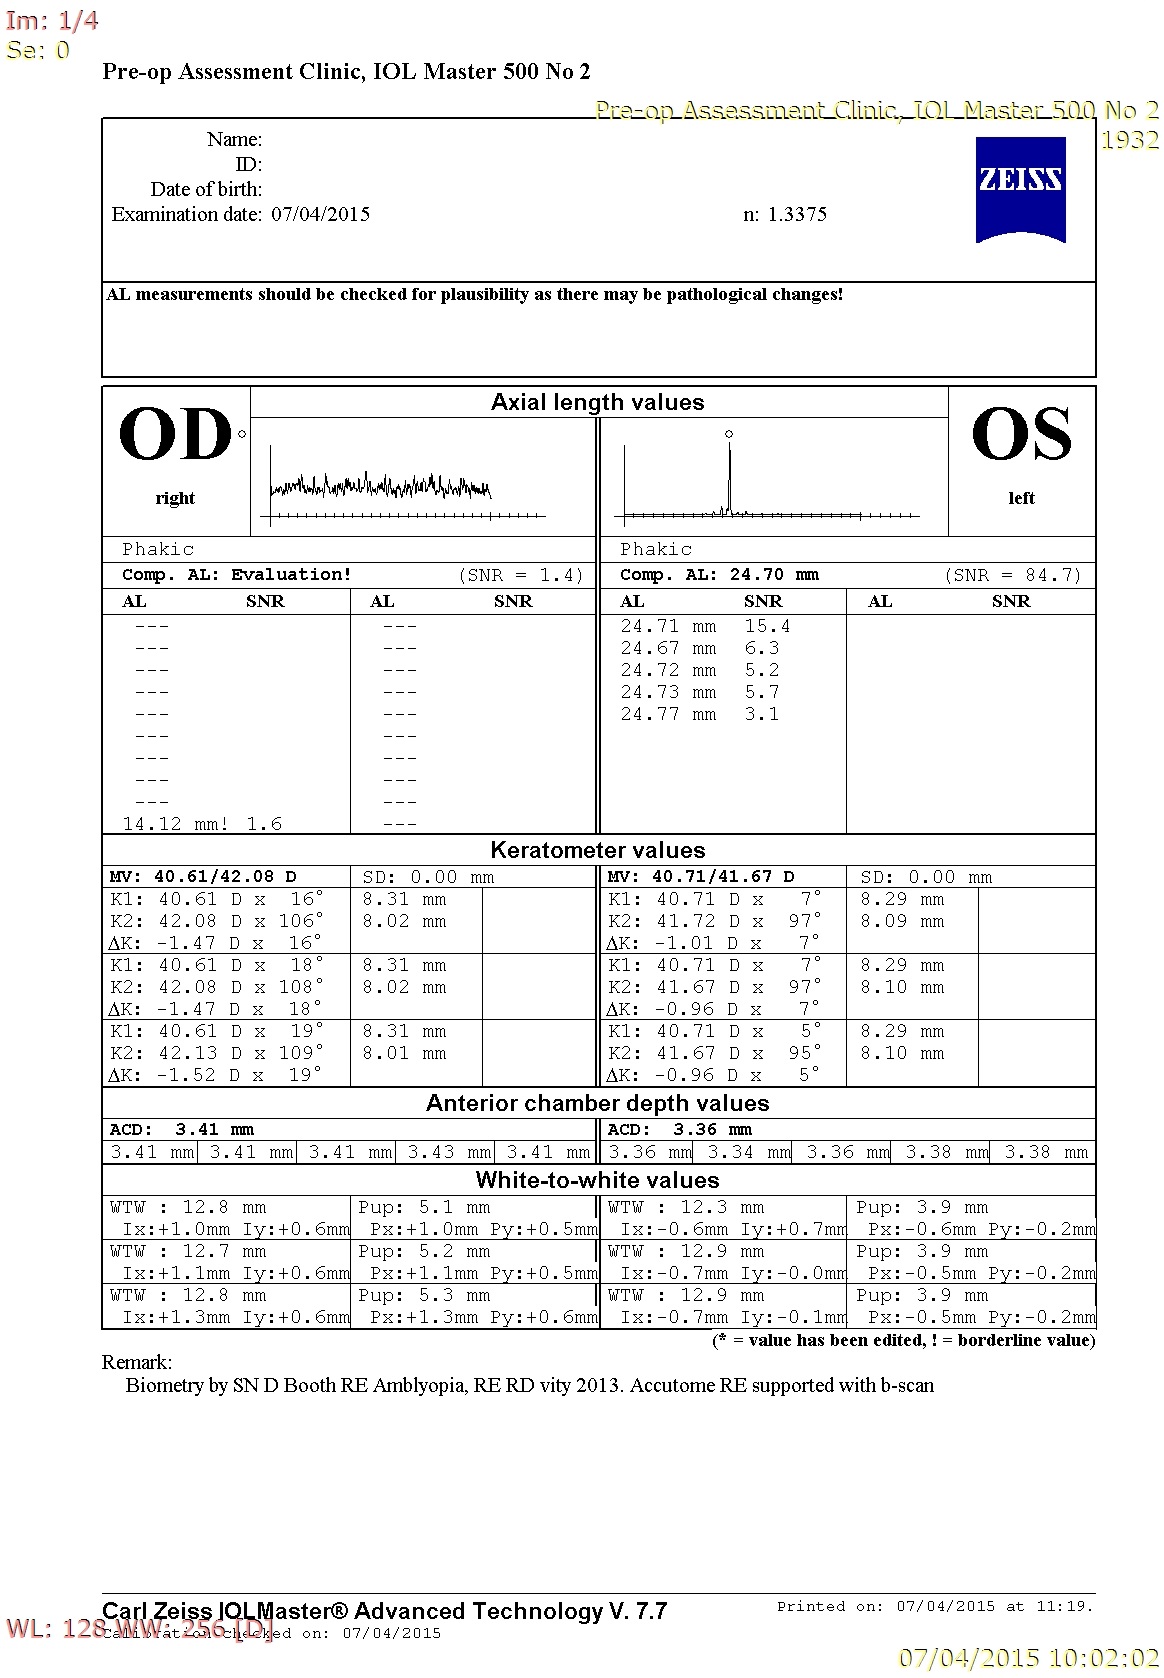 Im: 1/4
Se: 0
Pre-op Assessment Clinic, IOL Master 500 No 2
Pre-op Assessment Clinic, IOL Master 500 No 2
1932
Name:
ID:
Date of birth:
Examination date: 07/04/2015 n: 1.3375
ZEISS
AL measurements should be checked for plausibility as there may be pathological changes!
OD
right
Axial length values
OS
left
Phakic Phakic
Comp. AL: Evaluation! (SNR = 1.4) Comp. AL: 24.70 mm (SNR = 84.7)
AL SNR AL SNR AL SNR AL SNR
--- --- 24.71 mm 15.4
--- --- 24.67 mm 6.3
--- --- 24.72 mm 5.2
--- --- 24.73 mm 5.7
--- --- 24.77 mm 3.1
--- ---
--- ---
--- ---
--- ---
14.12 mm! 1.6 ---
Keratometer values
MV: 40.61/42.08 D SD: 0.00 mm MV: 40.71/41.67 D SD: 0.00 mm
K1: 40.61 D x 16° 8.31 mm K1: 40.71 D x 7° 8.29 mm
K2: 42.08 D x 106° 8.02 mm K2: 41.72 D x 97° 8.09 mm
ΔK: -1.47 D x 16° ΔK: -1.01 D x 7°
K1: 40.61 D x 18° 8.31 mm K1: 40.71 D x 7° 8.29 mm
K2: 42.08 D x 108° 8.02 mm K2: 41.67 D x 97° 8.10 mm
ΔK: -1.47 D x 18° ΔK: -0.96 D x 7°
K1: 40.61 D x 19° 8.31 mm K1: 40.71 D x 5° 8.29 mm
K2: 42.13 D x 109° 8.01 mm K2: 41.67 D x 95° 8.10 mm
ΔK: -1.52 D x 19° ΔK: -0.96 D x 5°
Anterior chamber depth values
ACD: 3.41 mm ACD: 3.36 mm
3.41 mm 3.41 mm 3.41 mm 3.43 mm 3.41 mm 3.36 mm 3.34 mm 3.36 mm 3.38 mm 3.38 mm
White-to-white values
WTW : 12.8 mm Pup: 5.1 mm WTW : 12.3 mm Pup: 3.9 mm
Ix:+1.0mm Iy:+0.6mm Px:+1.0mm Py:+0.5mm Ix:-0.6mm Iy:+0.7mm Px:-0.6mm Py:-0.2mm
WTW : 12.7 mm Pup: 5.2 mm WTW : 12.9 mm Pup: 3.9 mm
Ix:+1.1mm Iy:+0.6mm Px:+1.1mm Py:+0.5mm Ix:-0.7mm Iy:-0.0mm Px:-0.5mm Py:-0.2mm
WTW : 12.8 mm Pup: 5.3 mm WTW : 12.9 mm Pup: 3.9 mm
Ix:+1.3mm Iy:+0.6mm Px:+1.3mm Py:+0.6mm Ix:-0.7mm Iy:-0.1mm Px:-0.5mm Py:-0.2mm
(* = value has been edited, ! = borderline value)
Remark:
Biometry by SN D Booth RE Amblyopia, RE RD vity 2013. Accutome RE supported with b-scan
Carl Zeiss IOLMaster® Advanced Technology V. 7.7 Printed on: 07/04/2015 at 11:19.
WL: 128 WW: 256 [D]
Calibration checked on: 07/04/2015
07/04/2015 10:02:02